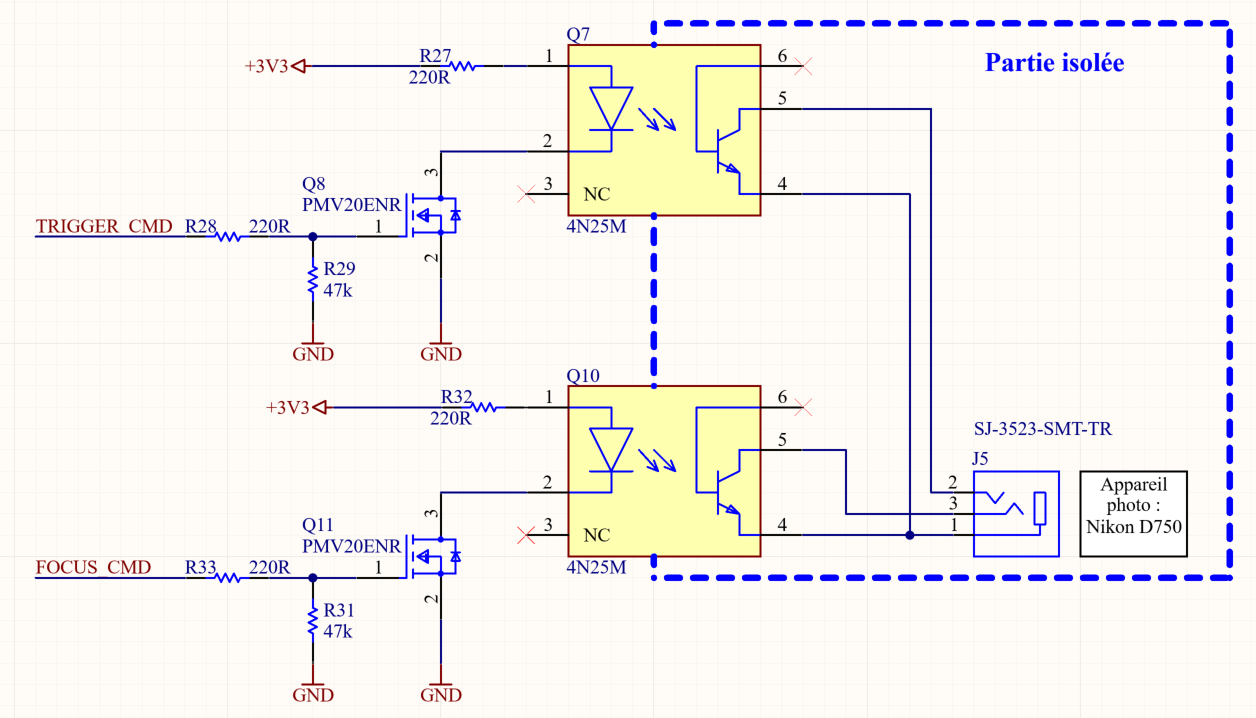 Q7
Partie isolée
+3V3
R27
220R
1
6
5
2
4
3
NC
4N25M
Q8
PMV20ENR
3
TRIGGER_CMD
R28
220R
1
2
R29
47k
GND
GND
Q10
+3V3
R32
220R
1
6
5
2
4
3
NC
4N25M
SJ-3523-SMT-TR
J5
2
3
1
Appareil
photo :
Nikon D750
Q11
PMV20ENR
3
FOCUS_CMD
R33
220R
1
2
R31
47k
GND
GND